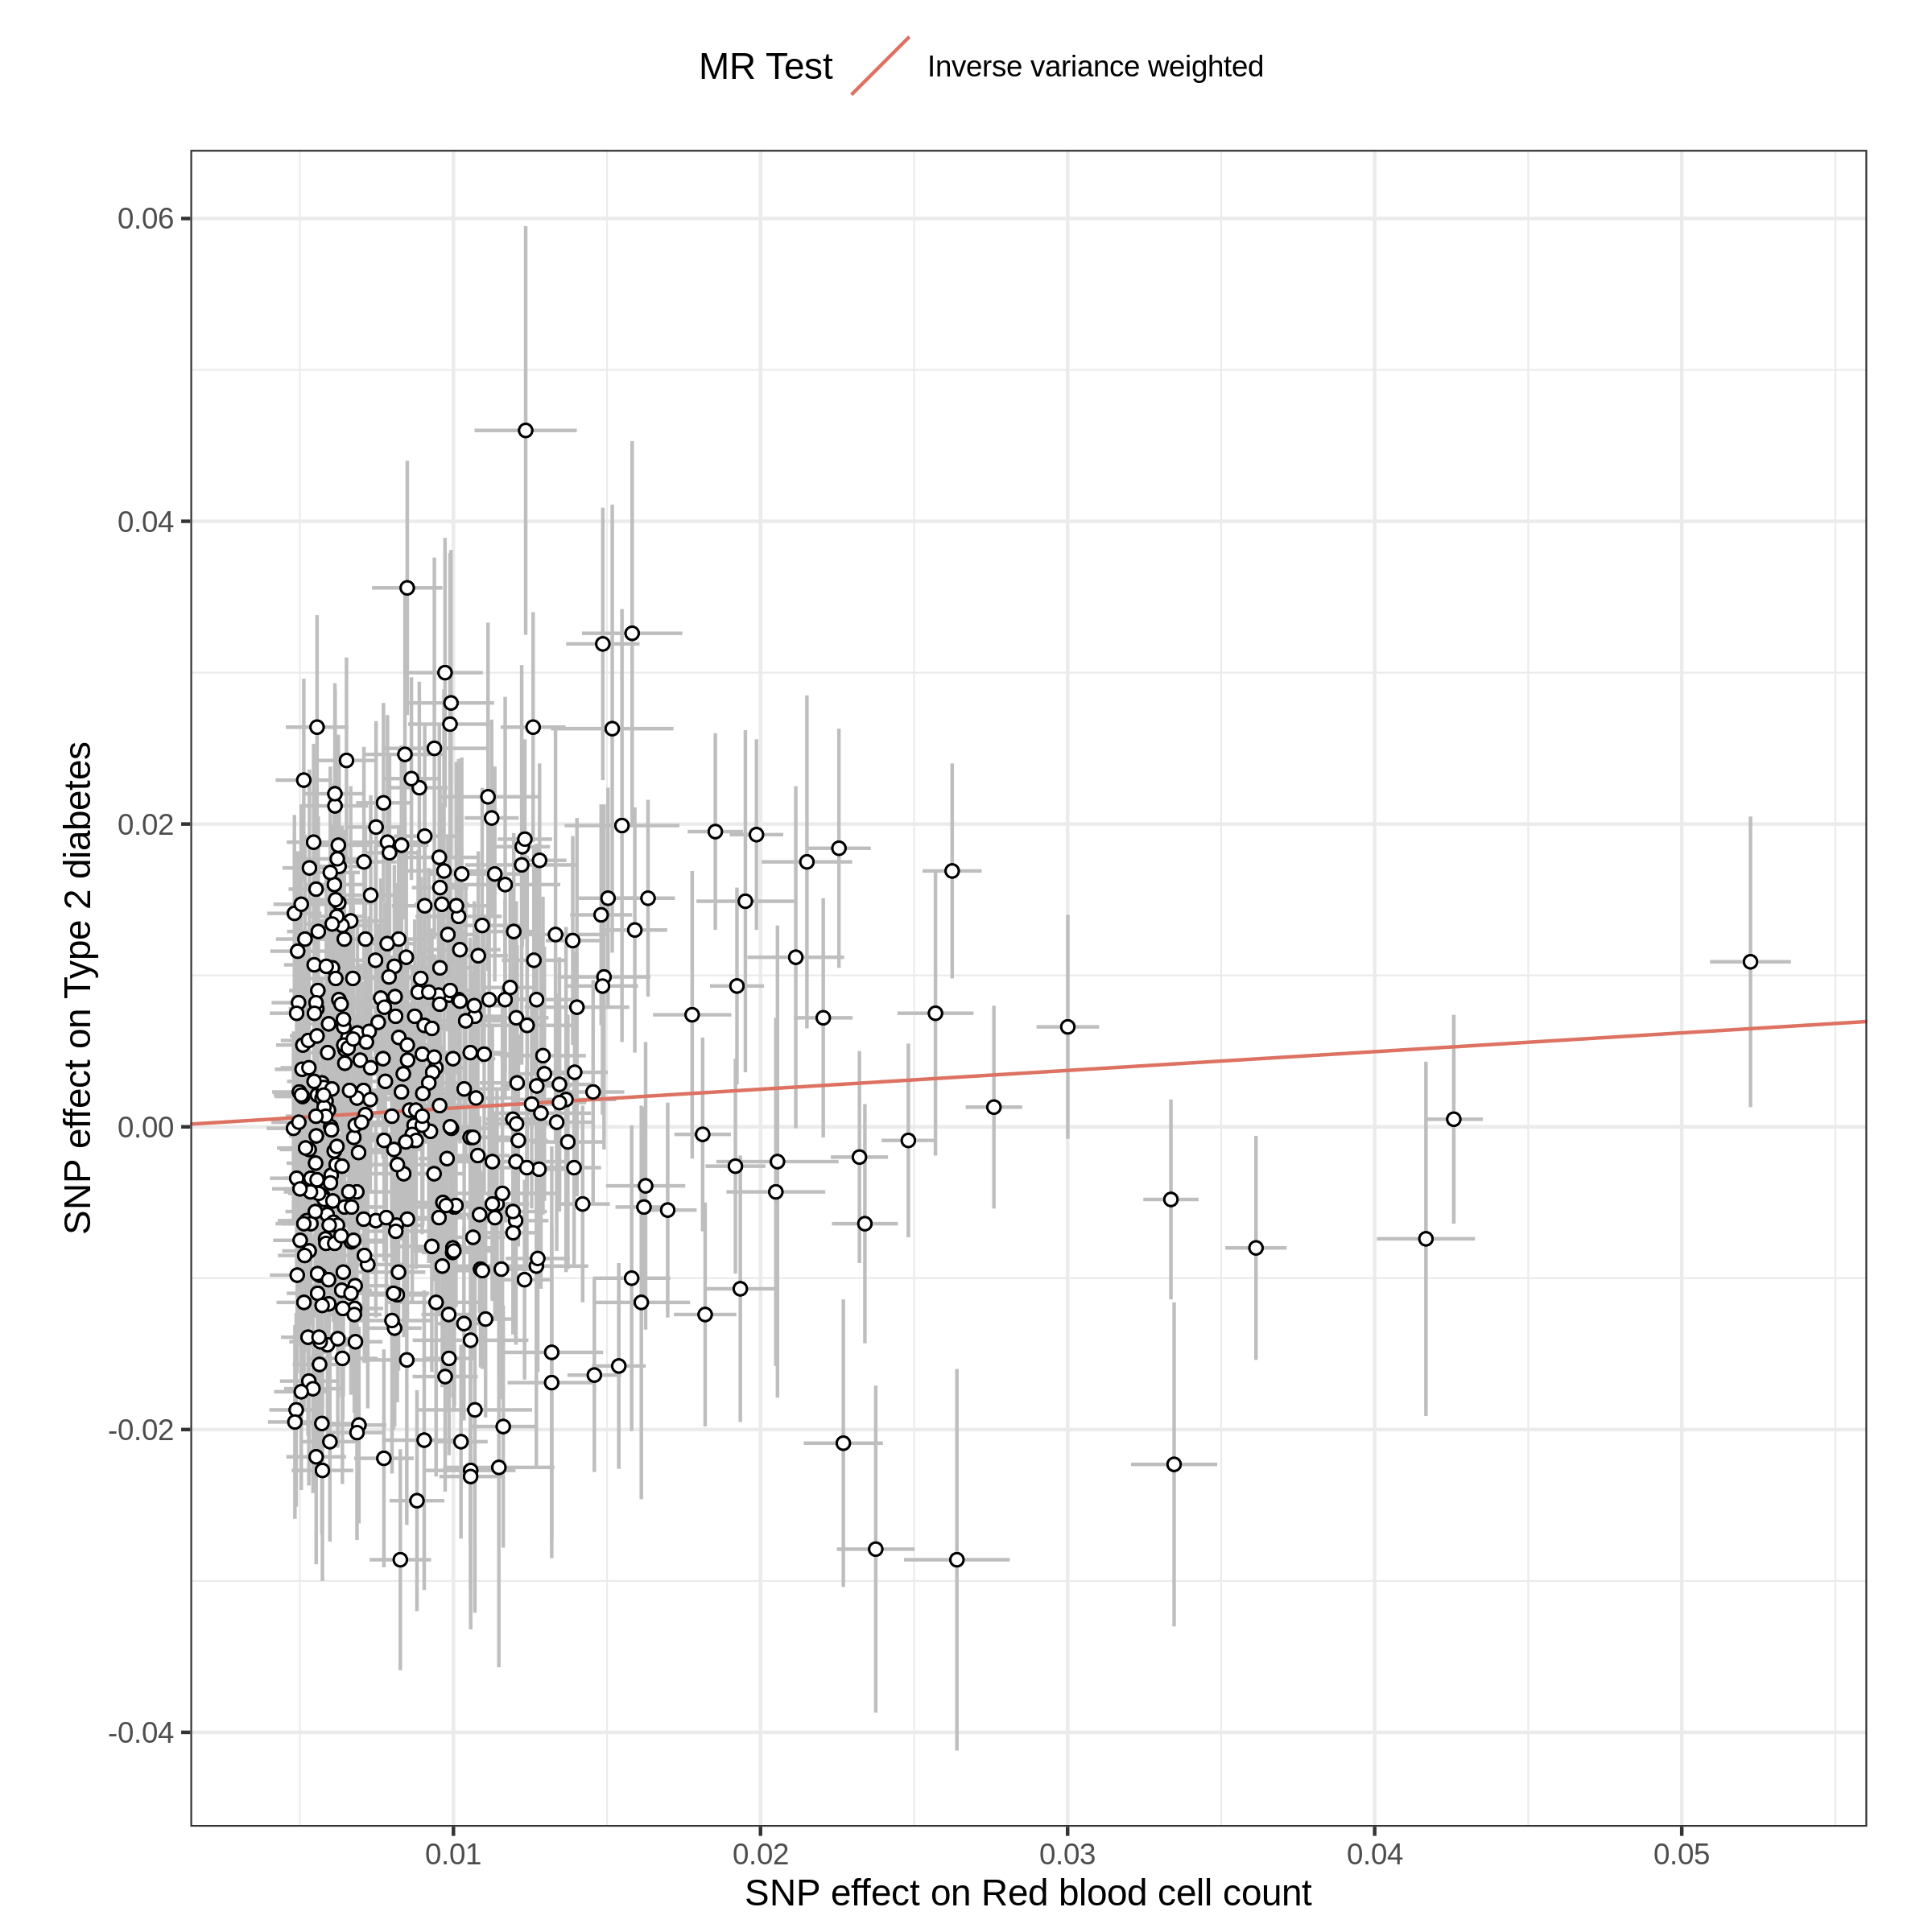 MR Test
Inverse variance weighted
SNP effect on Type 2 diabetes
0.06
0.04
0.02
0.00
-0.02
-0.04
0.01 0.02 0.03 0.04 0.05
SNP effect on Red blood cell count